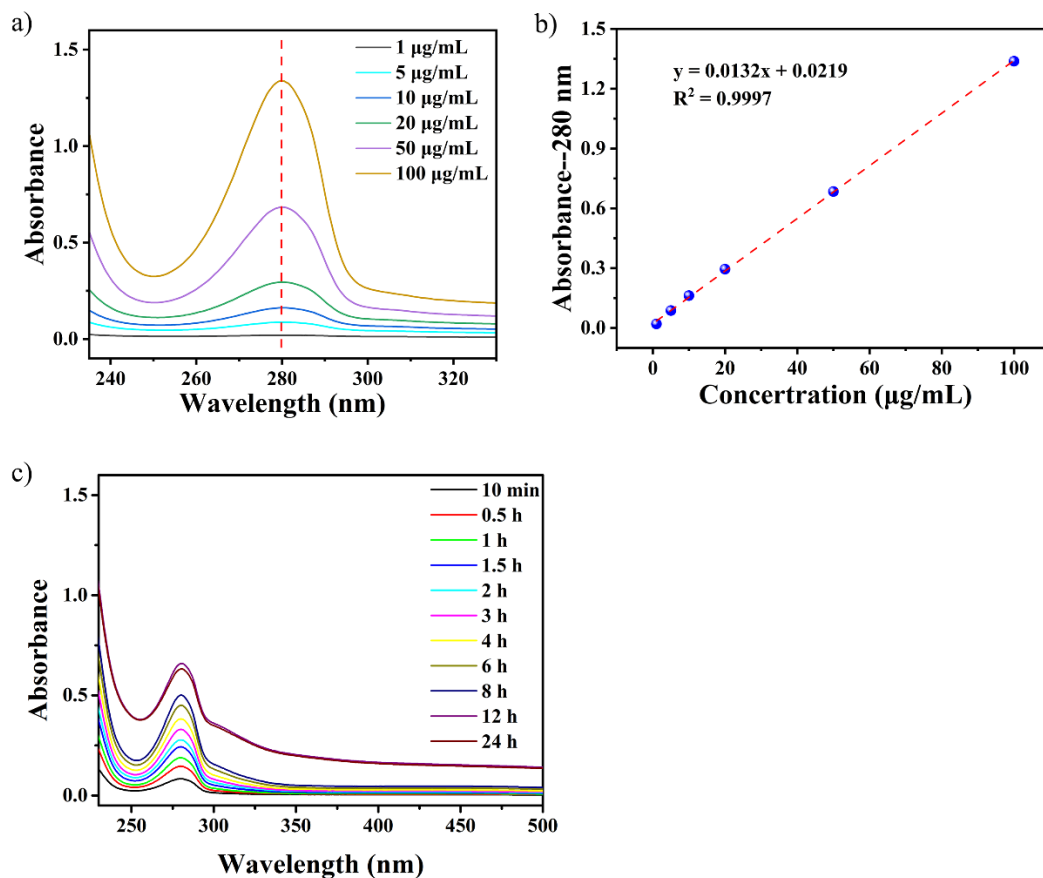 a)
1.5
1.0
0.5
0.0
Absorbance
240
260
280
300
320
Wavelength (nm)
1 μg/mL
5 μg/mL
10 μg/mL
20 μg/mL
50 μg/mL
100 μg/mL
b)
1.5
1.2
0.9
0.6
0.3
0.0
Absorbance--280 nm
y = 0.0132x + 0.0219
R² = 0.9997
0
20
40
60
80
100
Concertration (μg/mL)
c)
1.5
1.0
0.5
0.0
Absorbance
250
300
350
400
450
500
Wavelength (nm)
10 min
0.5 h
1 h
1.5 h
2 h
3 h
4 h
6 h
8 h
12 h
24 h